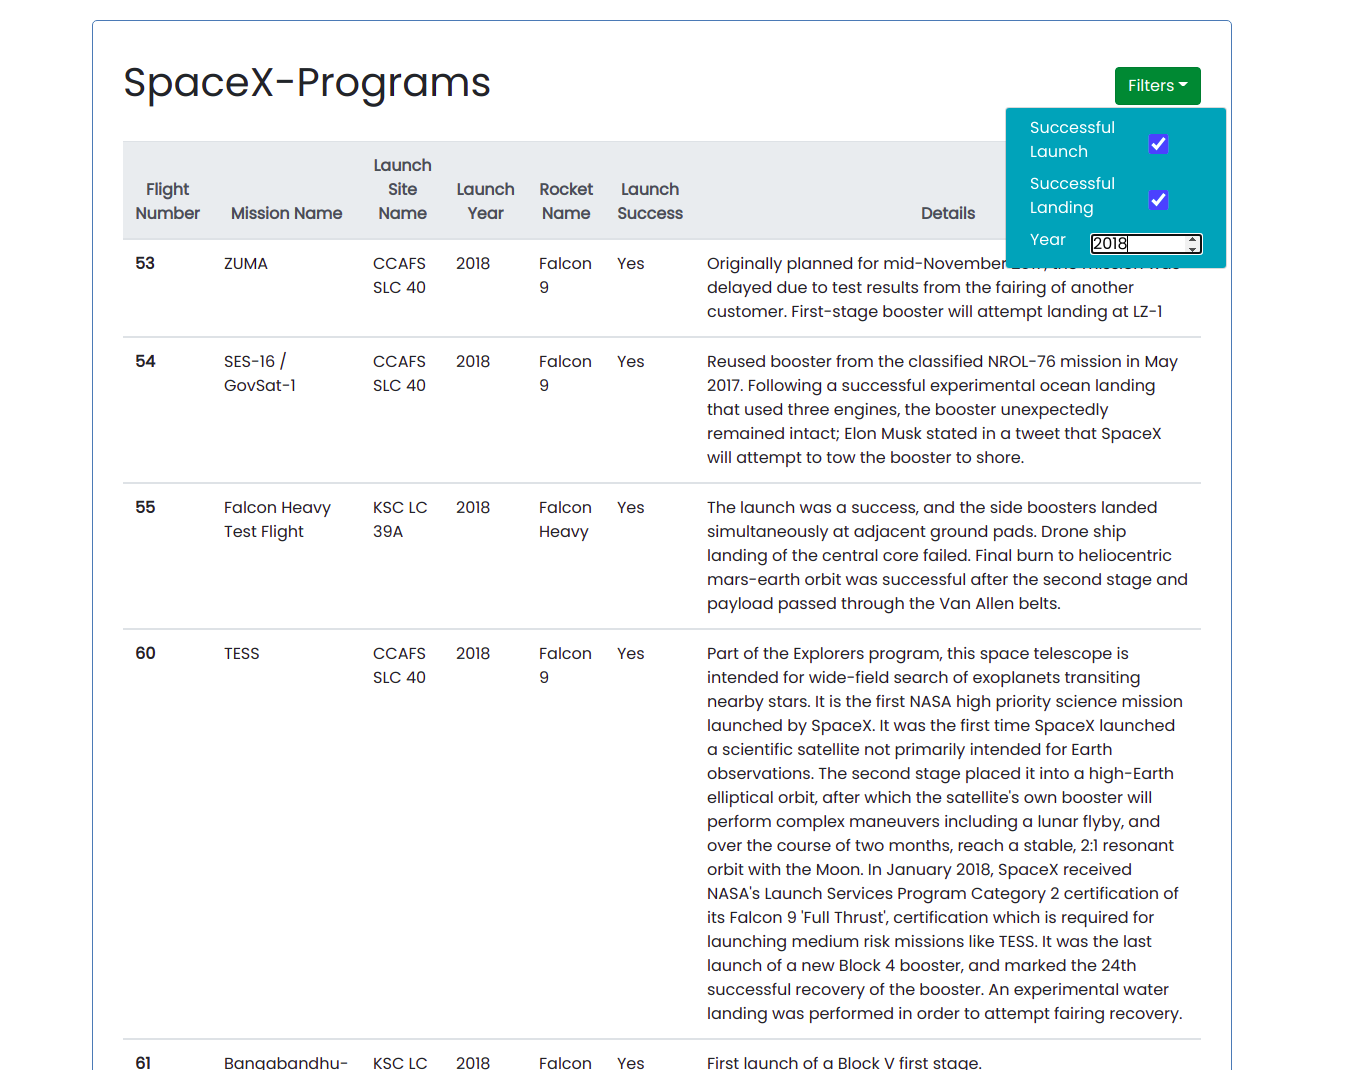 SpaceX-Programs
Filters
Successful
Launch
Successful
Landing
Year
2018
Flight
Number
Mission Name
Launch
Site
Name
Launch
Year
Rocket
Name
Launch
Success
Details
53
ZUMA
CCAFS
SLC 40
2018
Falcon
9
Yes
Originally planned for mid-November
delayed due to test results from the fairing of another
customer. First-stage booster will attempt landing at LZ-1
54
SES-16 /
GovSat-1
CCAFS
SLC 40
2018
Falcon
9
Yes
Reused booster from the classified NROL-76 mission in May
2017. Following a successful experimental ocean landing
that used three engines, the booster unexpectedly
remained intact; Elon Musk stated in a tweet that SpaceX
will attempt to tow the booster to shore.
55
Falcon Heavy
Test Flight
KSC LC
39A
2018
Falcon
Heavy
Yes
The launch was a success, and the side boosters landed
simultaneously at adjacent ground pads. Drone ship
landing of the central core failed. Final burn to heliocentric
mars-earth orbit was successful after the second stage and
payload passed through the Van Allen belts.
60
TESS
CCAFS
SLC 40
2018
Falcon
9
Yes
Part of the Explorers program, this space telescope is
intended for wide-field search of exoplanets transiting
nearby stars. It is the first NASA high priority science mission
launched by SpaceX. It was the first time SpaceX launched
a scientific satellite not primarily intended for Earth
observations. The second stage placed it into a high-Earth
elliptical orbit, after which the satellite's own booster will
perform complex maneuvers including a lunar flyby, and
over the course of two months, reach a stable, 2:1 resonant
orbit with the Moon. In January 2018, SpaceX received
NASA's Launch Services Program Category 2 certification of
its Falcon 9 'Full Thrust', certification which is required for
launching medium risk missions like TESS. It was the last
launch of a new Block 4 booster, and marked the 24th
successful recovery of the booster. An experimental water
landing was performed in order to attempt fairing recovery.
61
Bangabandhu-
KSC LC
2018
Falcon
Yes
First launch of a Block V first stage.